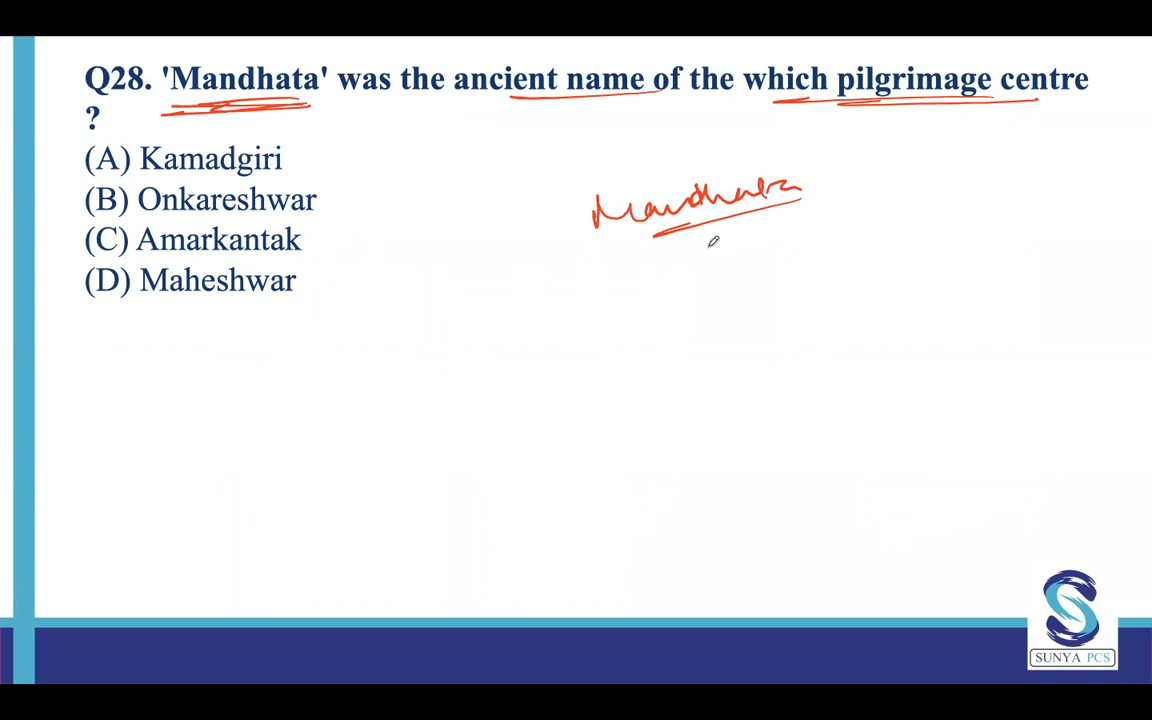 Q28. 'Mandhata' was the ancient name of the which pilgrimage centre
?
(A) Kamadgiri
(B) Onkareshwar
(C) Amarkantak
(D) Maheshwar
Mandhata
SUNYA PCS